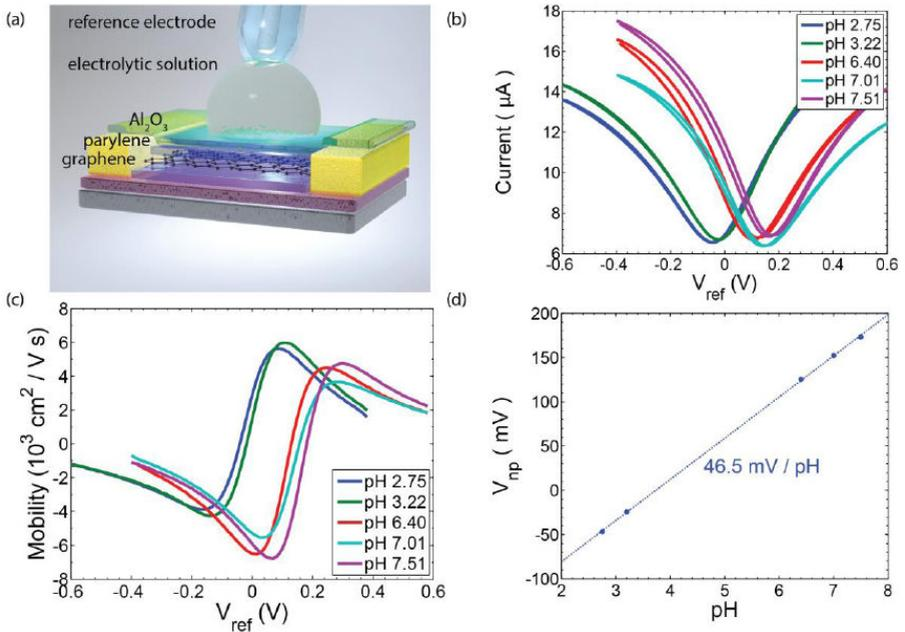 (a)
reference electrode
electrolytic solution
Al2O3
parylene
graphene
(b)
18
16
14
12
10
8
6
-0.6 -0.4 -0.2 0 0.2 0.4 0.6
Current ( μA )
Vref (V)
pH 2.75
pH 3.22
pH 6.40
pH 7.01
pH 7.51
(c)
8
6
4
2
0
-2
-4
-6
-8
-0.6 -0.4 -0.2 0 0.2 0.4 0.6
Mobility (10³ cm² / V s)
Vref (V)
pH 2.75
pH 3.22
pH 6.40
pH 7.01
pH 7.51
(d)
200
150
100
50
0
-50
-100
2 3 4 5 6 7 8
Vnp ( mV )
pH
46.5 mV / pH